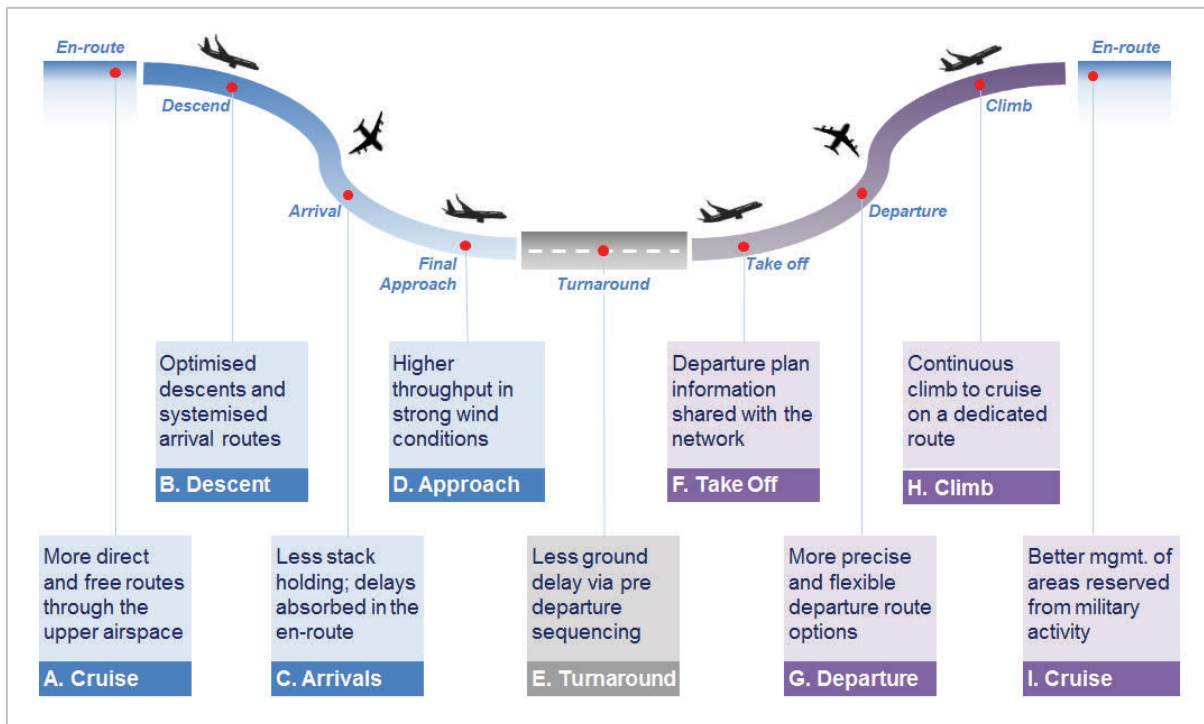 En-route
En-route
Descend
Climb
Arrival
Departure
Final
Approach
Turnaround
Take off
Optimised
descents and
systemised
arrival routes
B. Descent
Higher
throughput in
strong wind
conditions
D. Approach
Departure plan
information
shared with the
network
F. Take Off
Continuous
climb to cruise
on a dedicated
route
H. Climb
More direct
and free routes
through the
upper airspace
A. Cruise
Less stack
holding; delays
absorbed in the
en-route
C. Arrivals
Less ground
delay via pre
departure
sequencing
E. Turnaround
More precise
and flexible
departure route
options
G. Departure
Better mgmt. of
areas reserved
from military
activity
I. Cruise